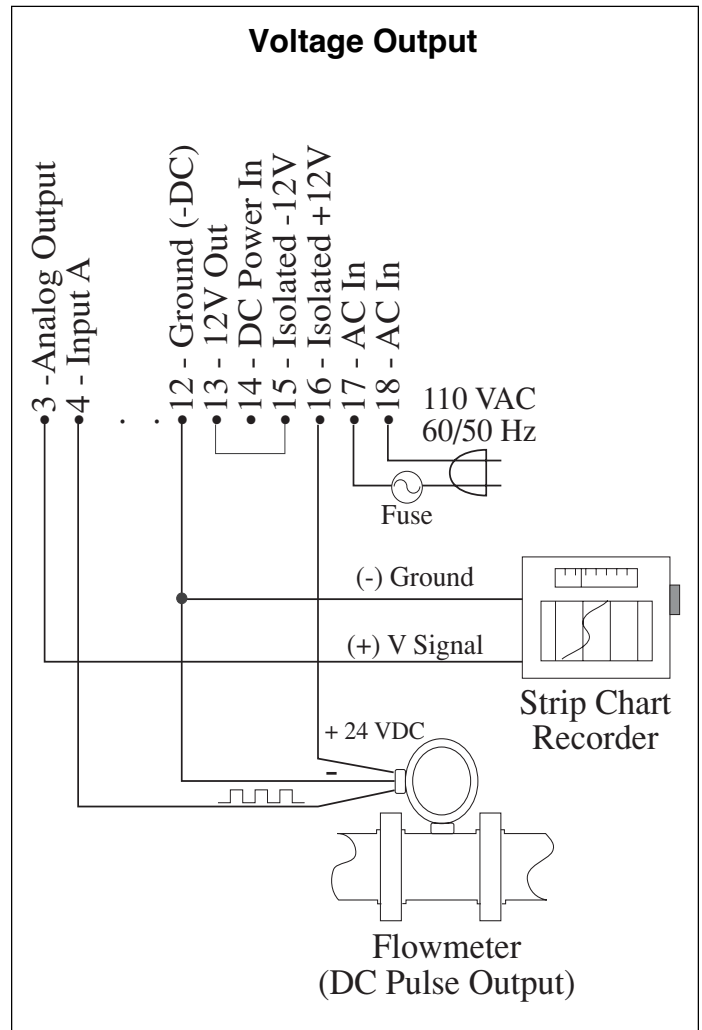 Voltage Output
3 -Analog Output
4 - Input A
. .
12 - Ground (-DC)
13 - 12V Out
14 - DC Power In
15 - Isolated -12V
16 - Isolated +12V
17 - AC In
18 - AC In
110 VAC
60/50 Hz
Fuse
(-) Ground
(+) V Signal
Strip Chart
Recorder
+ 24 VDC
-
Flowmeter
(DC Pulse Output)